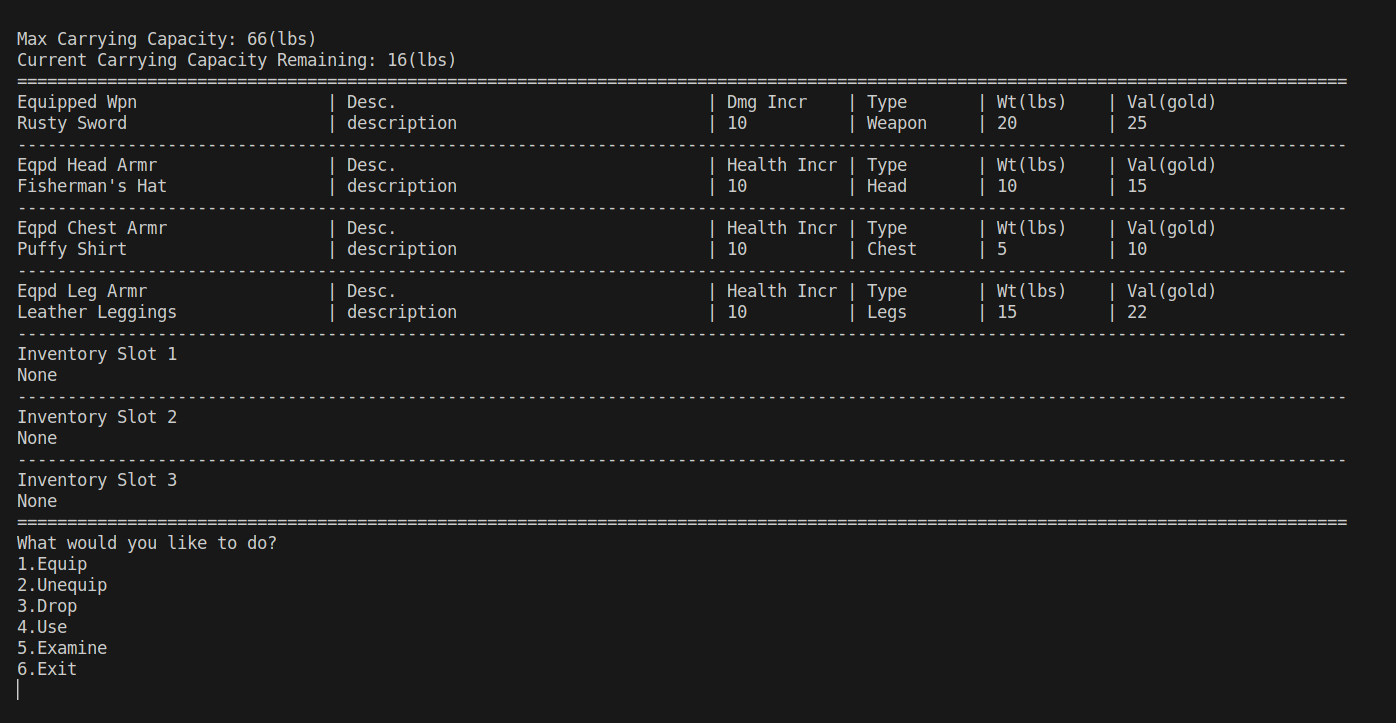 Max Carrying Capacity: 66(lbs)
Current Carrying Capacity Remaining: 16(lbs)
=====================================================================================================================================
Equipped Wpn                   | Desc.                               | Dmg Incr    | Type       | Wt(lbs)    | Val(gold)
Rusty Sword                    | description                         | 10          | Weapon     | 20         | 25
-------------------------------------------------------------------------------------------------------------------------------------
Eqpd Head Armr                 | Desc.                               | Health Incr | Type       | Wt(lbs)    | Val(gold)
Fisherman's Hat                | description                         | 10          | Head       | 10         | 15
-------------------------------------------------------------------------------------------------------------------------------------
Eqpd Chest Armr                | Desc.                               | Health Incr | Type       | Wt(lbs)    | Val(gold)
Puffy Shirt                    | description                         | 10          | Chest      | 5          | 10
-------------------------------------------------------------------------------------------------------------------------------------
Eqpd Leg Armr                  | Desc.                               | Health Incr | Type       | Wt(lbs)    | Val(gold)
Leather Leggings               | description                         | 10          | Legs       | 15         | 22
-------------------------------------------------------------------------------------------------------------------------------------
Inventory Slot 1
None
-------------------------------------------------------------------------------------------------------------------------------------
Inventory Slot 2
None
-------------------------------------------------------------------------------------------------------------------------------------
Inventory Slot 3
None
=====================================================================================================================================
What would you like to do?
1.Equip
2.Unequip
3.Drop
4.Use
5.Examine
6.Exit